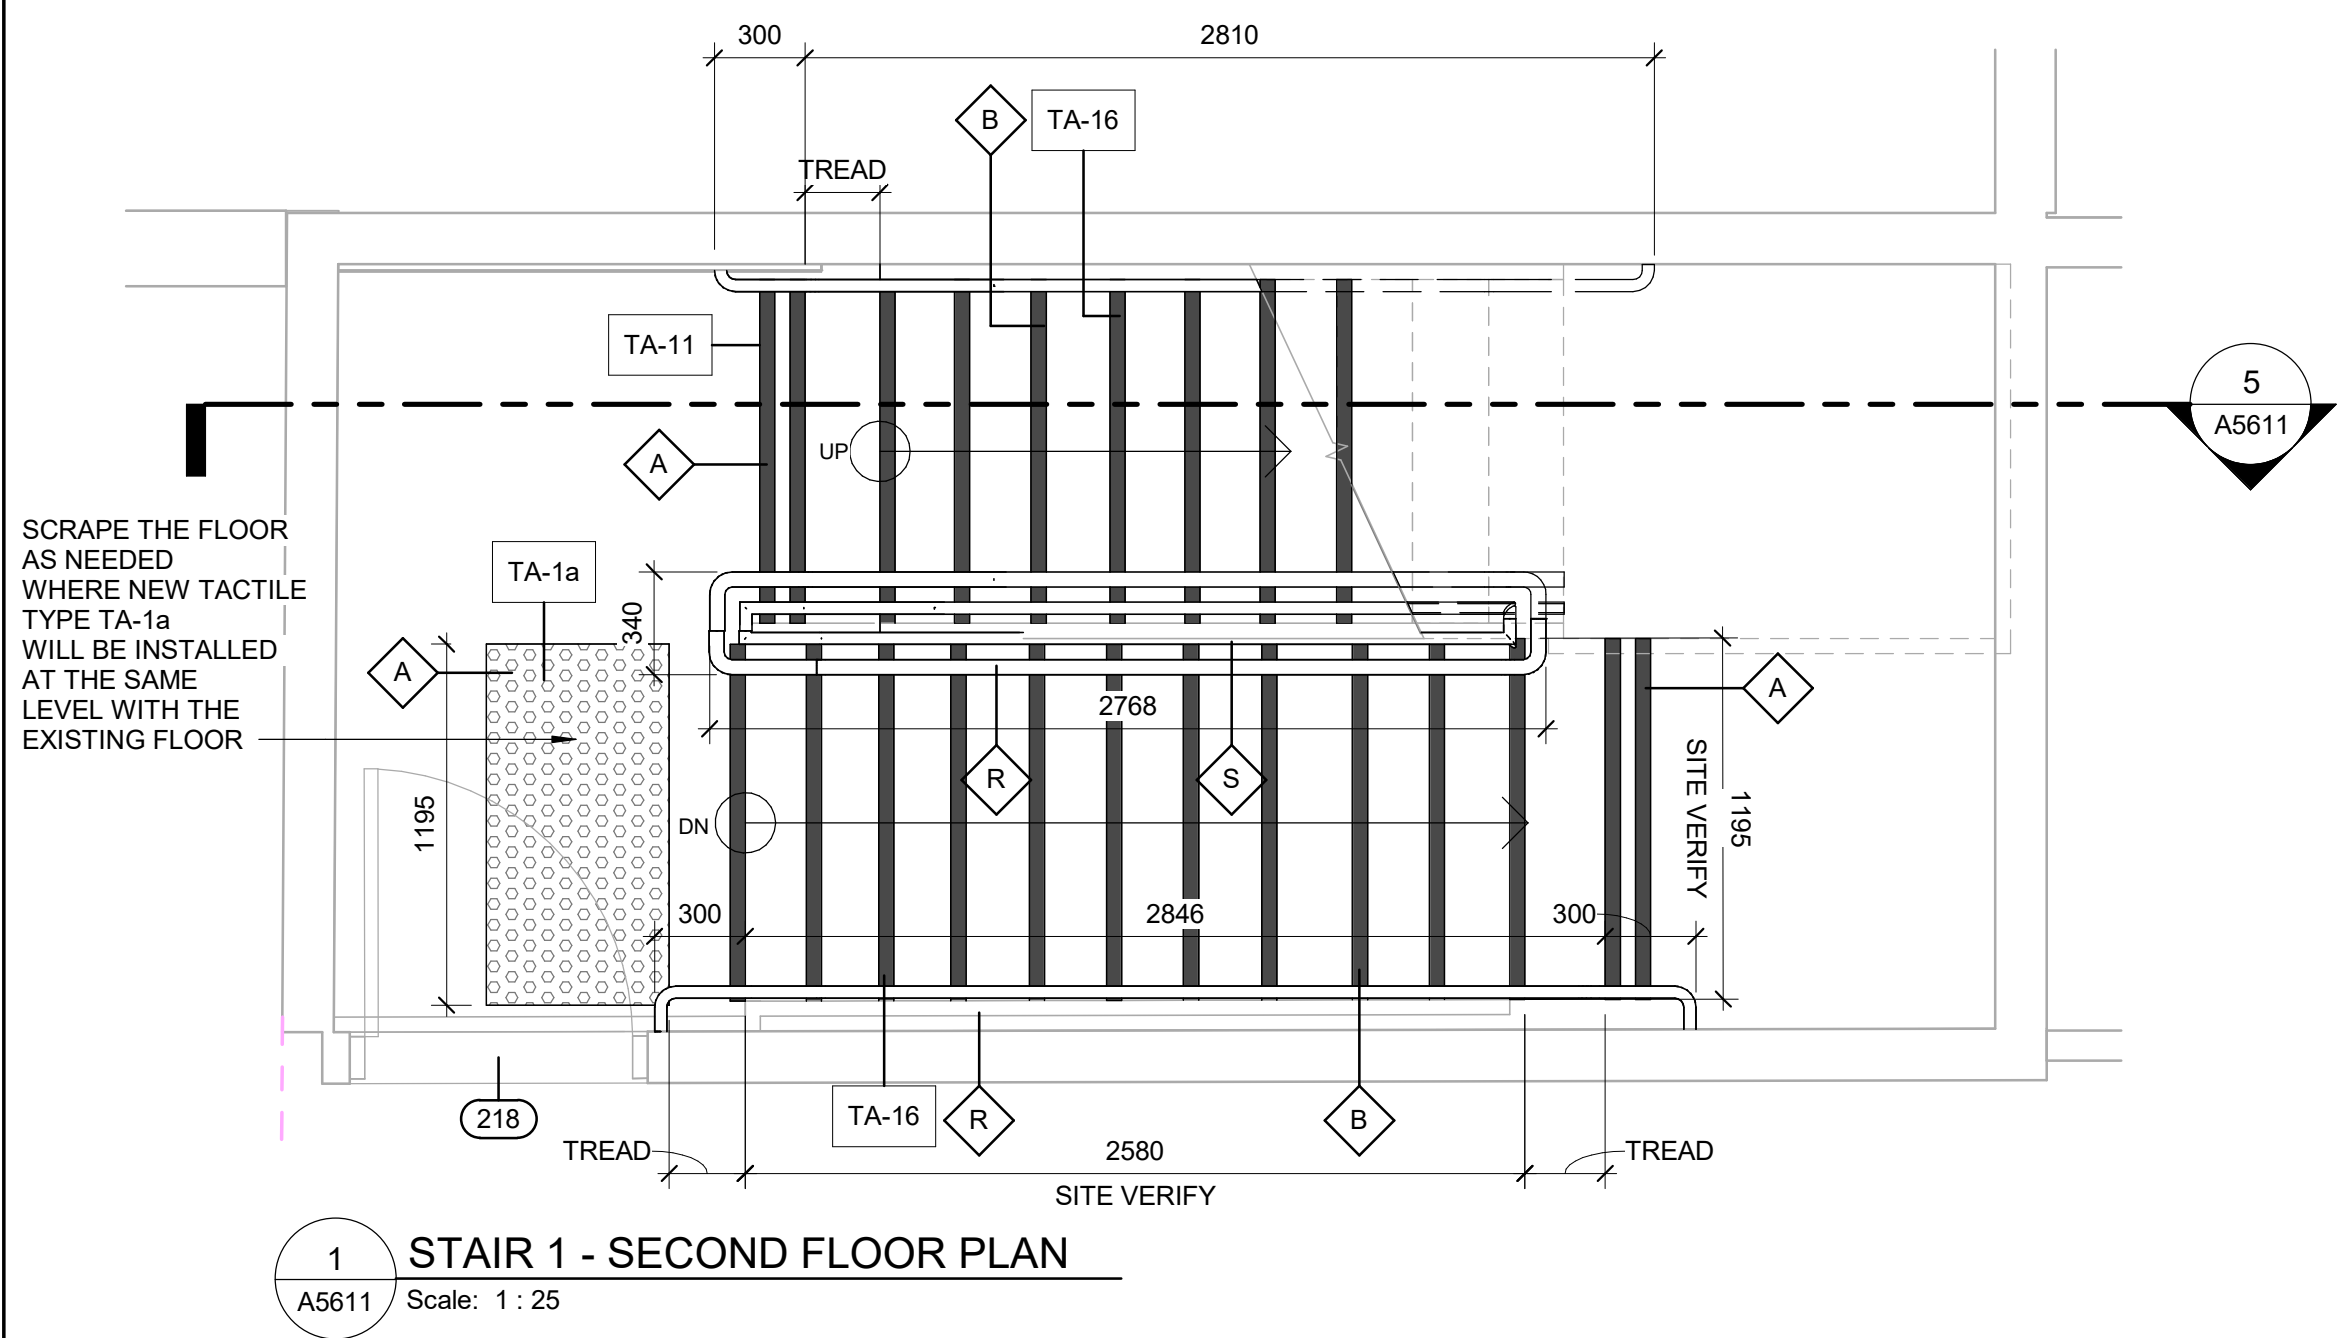 300
2810
B
TA-16
TREAD
TA-11
5
A5611
UP
A
SCRAPE THE FLOOR
AS NEEDED
WHERE NEW TACTILE
TYPE TA-1a
WILL BE INSTALLED
AT THE SAME
LEVEL WITH THE
EXISTING FLOOR
TA-1a
340
A
A
2768
R
S
SITE VERIFY
1195
1195
DN
300
2846
300
218
TA-16
R
B
TREAD
2580
TREAD
SITE VERIFY
1
A5611
STAIR 1 - SECOND FLOOR PLAN
Scale: 1 : 25